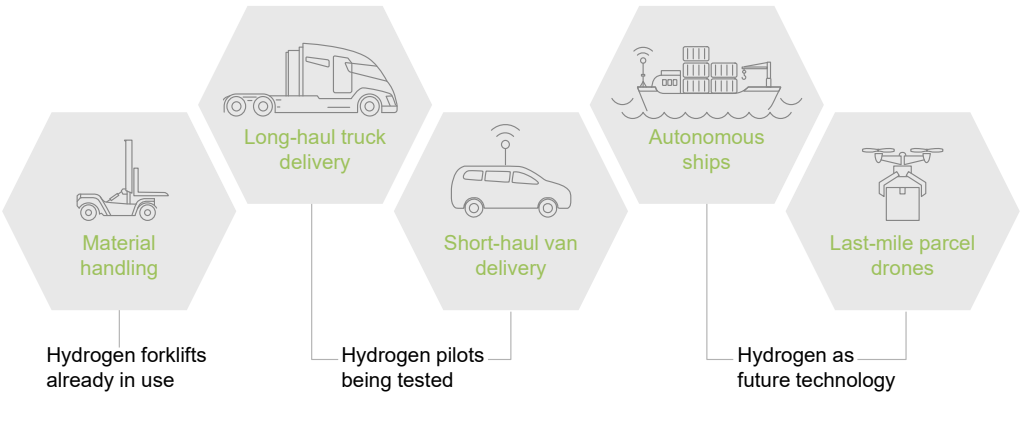 Long-haul truck
delivery
Autonomous
ships
Material
handling
Short-haul van
delivery
Last-mile parcel
drones
Hydrogen forklifts
already in use
Hydrogen pilots
being tested
Hydrogen as
future technology